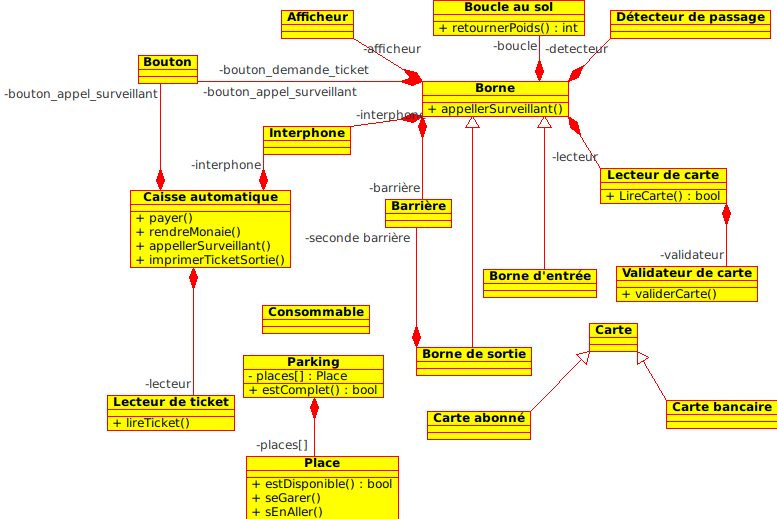 Afficheur
Boucle au sol
+ retournerPoids() : int
Détecteur de passage
-afficheur
-boucle
-detecteur
Bouton
-bouton_demande_ticket
-bouton_appel_surveillant
-bouton_appel_surveillant
Borne
+ appellerSurveillant()
-interphone
Interphone
-interphone
-lecteur
Lecteur de carte
+ LireCarte() : bool
-barrière
Barrière
-seconde barrière
Caisse automatique
+ payer()
+ rendreMonaie()
+ appellerSurveillant()
+ imprimerTicketSortie()
-validateur
Validateur de carte
+ validerCarte()
Borne d'entrée
Consommable
Carte
Borne de sortie
Parking
- places[] : Place
+ estComplet() : bool
-lecteur
Lecteur de ticket
+ lireTicket()
Carte abonné
Carte bancaire
-places[]
Place
+ estDisponible() : bool
+ seGarer()
+ sEnAller()